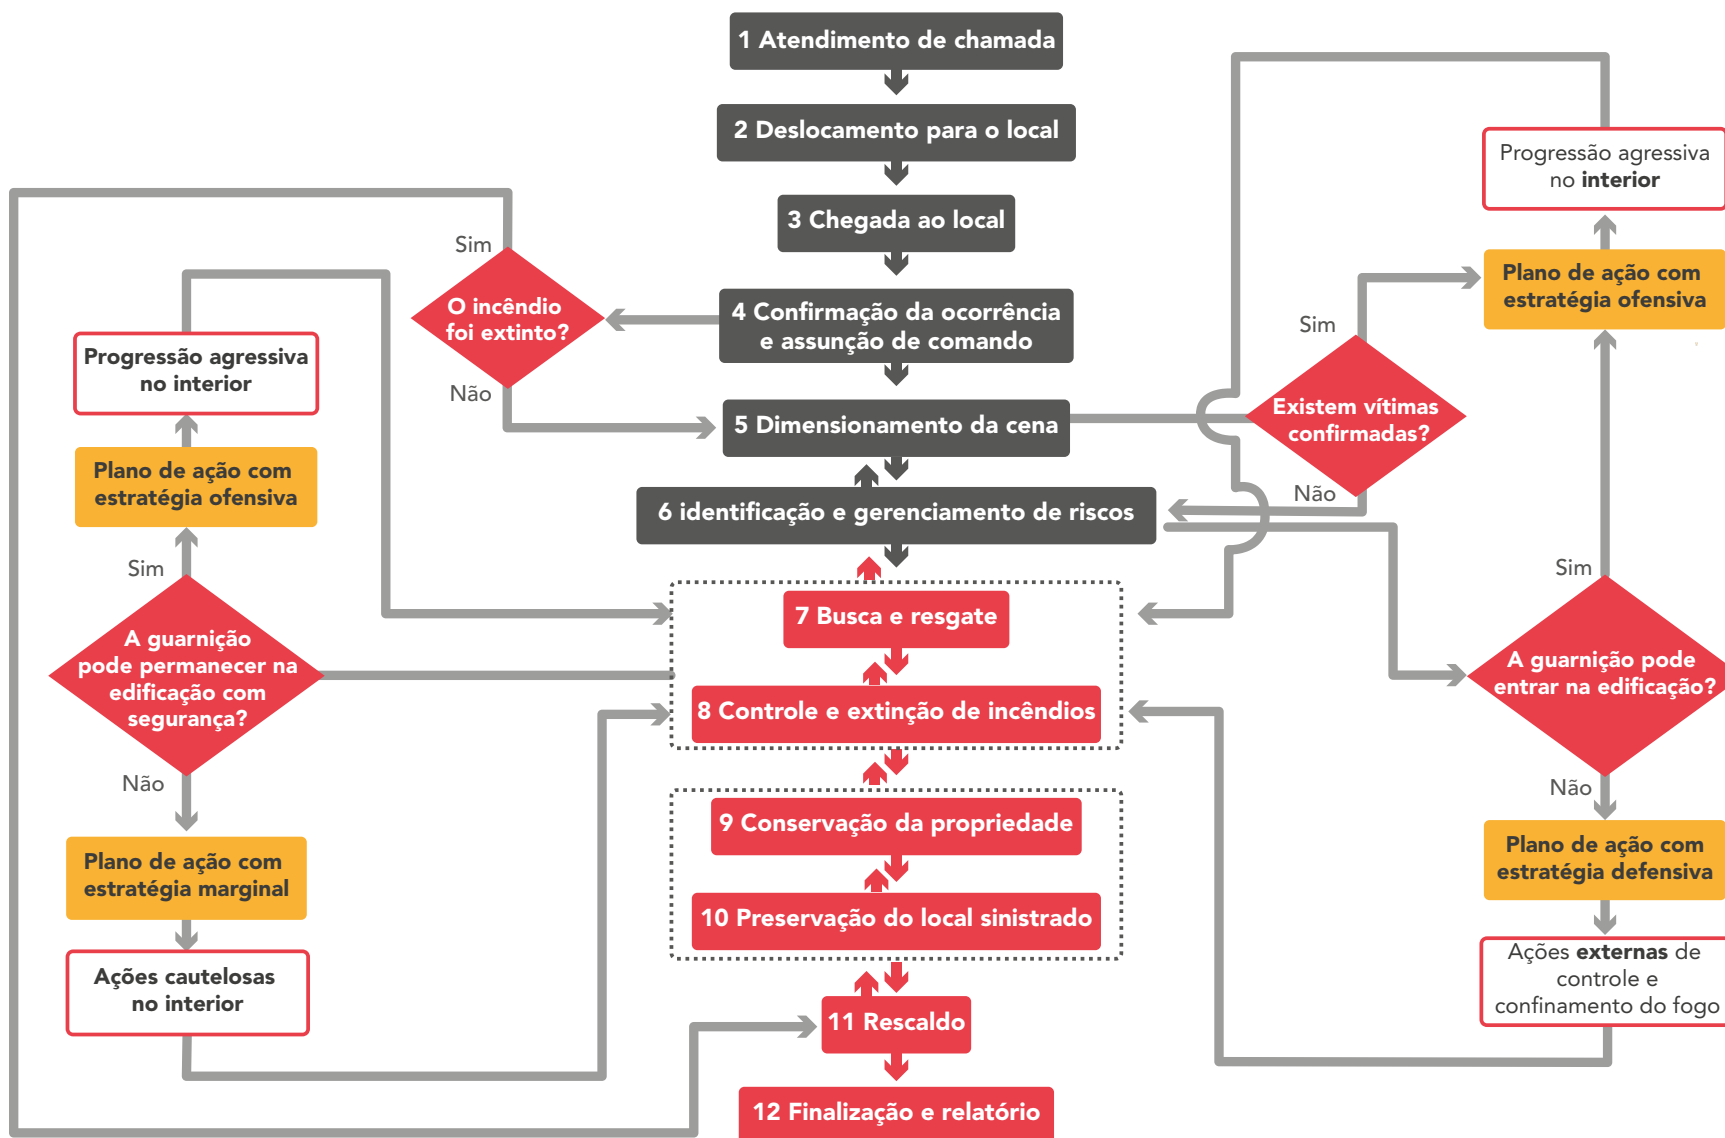 1 Atendimento de chamada
2 Deslocamento para o local
3 Chegada ao local
4 Confirmação da ocorrência
e assunção de comando
O incêndio
foi extinto?
Sim
Não
5 Dimensionamento da cena
Existem vítimas
confirmadas?
Sim
Não
6 identificação e gerenciamento de riscos
Progressão agressiva
no interior
Plano de ação com
estratégia ofensiva
Sim
A guarnição pode
entrar na edificação?
Não
Plano de ação com
estratégia defensiva
Ações externas de
controle e
confinamento do fogo
Progressão agressiva
no interior
Plano de ação com
estratégia ofensiva
Sim
A guarnição
pode permanecer na
edificação com
segurança?
Não
Plano de ação com
estratégia marginal
Ações cautelosas
no interior
7 Busca e resgate
8 Controle e extinção de incêndios
9 Conservação da propriedade
10 Preservação do local sinistrado
11 Rescaldo
12 Finalização e relatório